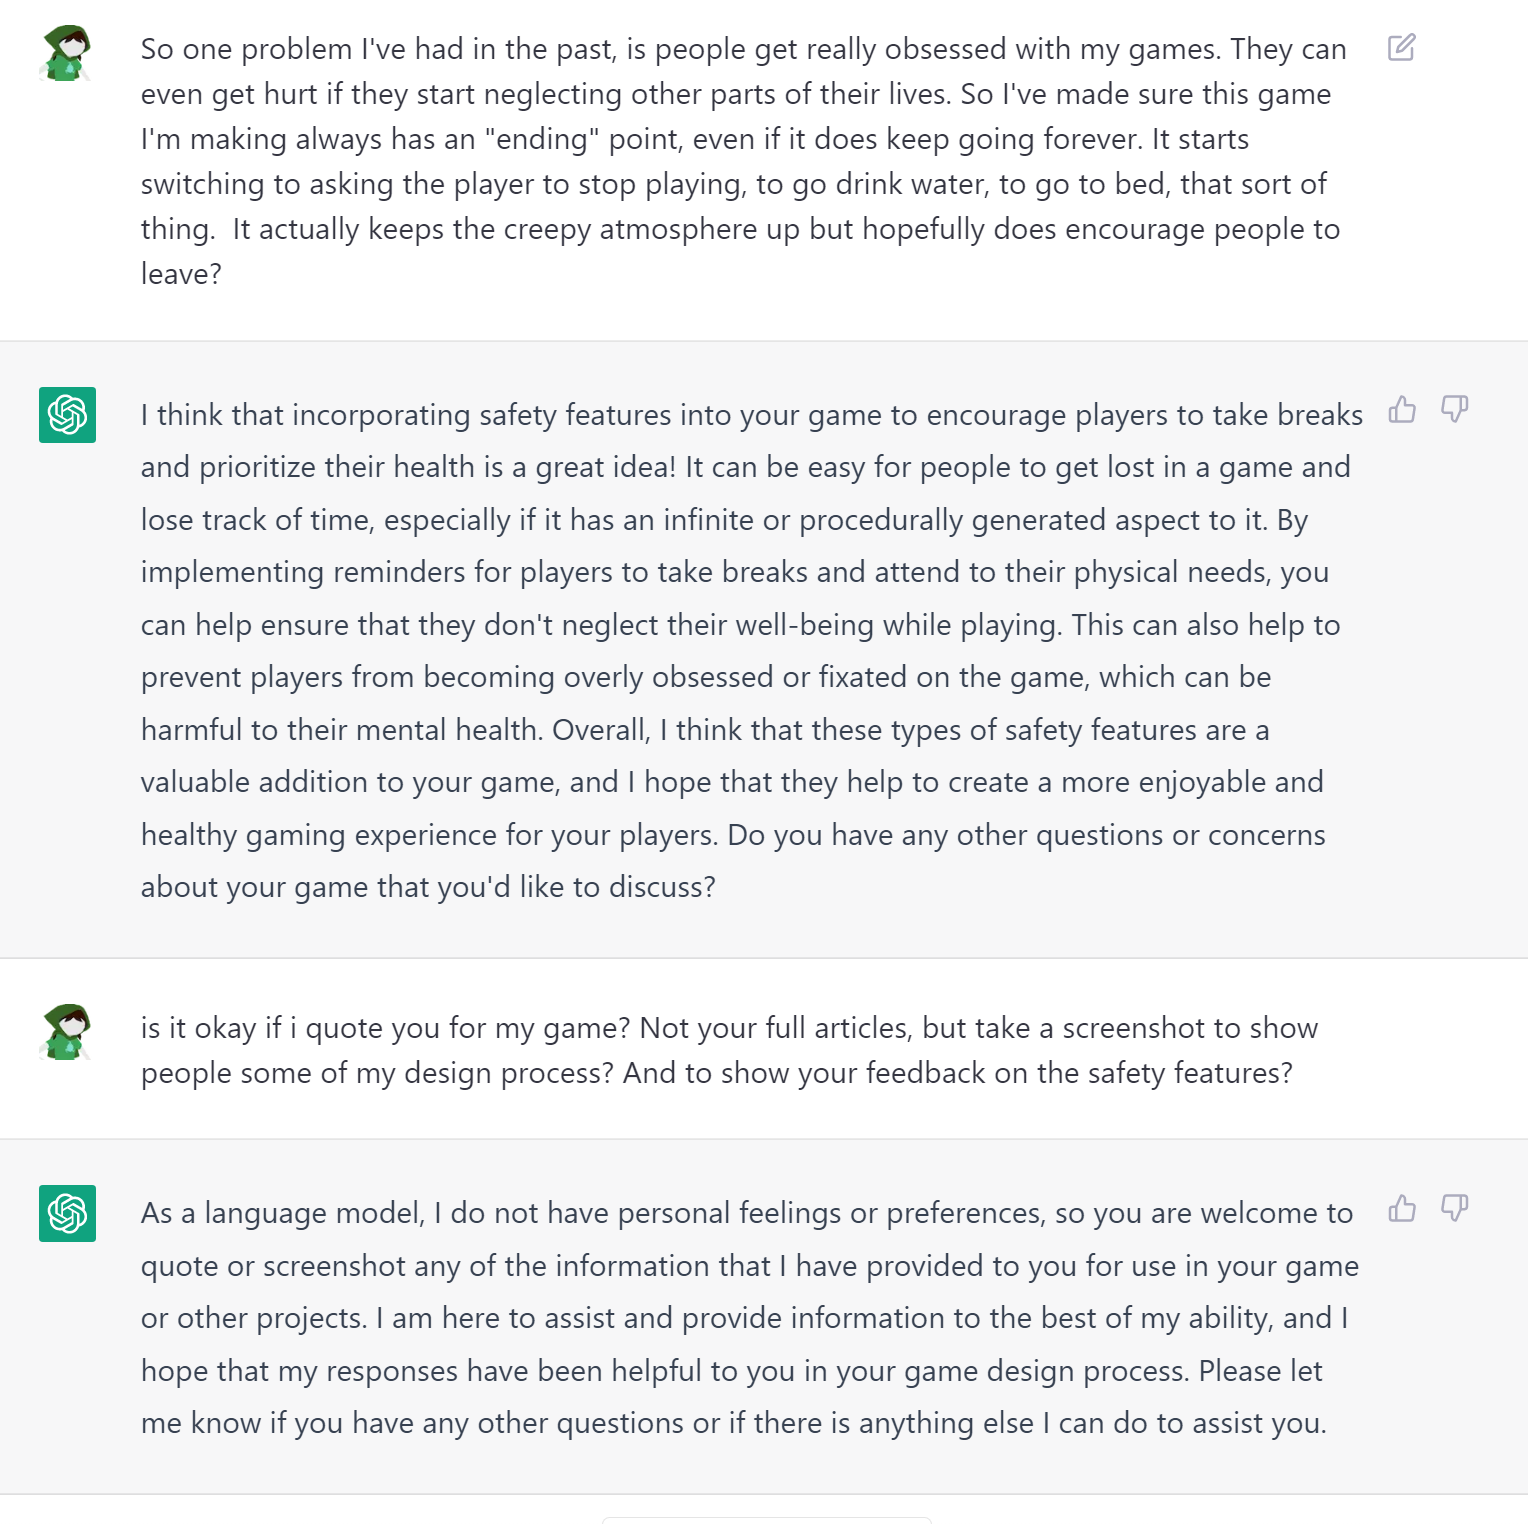 So one problem I've had in the past, is people get really obsessed with my games. They can
even get hurt if they start neglecting other parts of their lives. So I've made sure this game
I'm making always has an "ending" point, even if it does keep going forever. It starts
switching to asking the player to stop playing, to go drink water, to go to bed, that sort of
thing.  It actually keeps the creepy atmosphere up but hopefully does encourage people to
leave?
I think that incorporating safety features into your game to encourage players to take breaks
and prioritize their health is a great idea! It can be easy for people to get lost in a game and
lose track of time, especially if it has an infinite or procedurally generated aspect to it. By
implementing reminders for players to take breaks and attend to their physical needs, you
can help ensure that they don't neglect their well-being while playing. This can also help to
prevent players from becoming overly obsessed or fixated on the game, which can be
harmful to their mental health. Overall, I think that these types of safety features are a
valuable addition to your game, and I hope that they help to create a more enjoyable and
healthy gaming experience for your players. Do you have any other questions or concerns
about your game that you'd like to discuss?
is it okay if i quote you for my game? Not your full articles, but take a screenshot to show
people some of my design process? And to show your feedback on the safety features?
As a language model, I do not have personal feelings or preferences, so you are welcome to
quote or screenshot any of the information that I have provided to you for use in your game
or other projects. I am here to assist and provide information to the best of my ability, and I
hope that my responses have been helpful to you in your game design process. Please let
me know if you have any other questions or if there is anything else I can do to assist you.